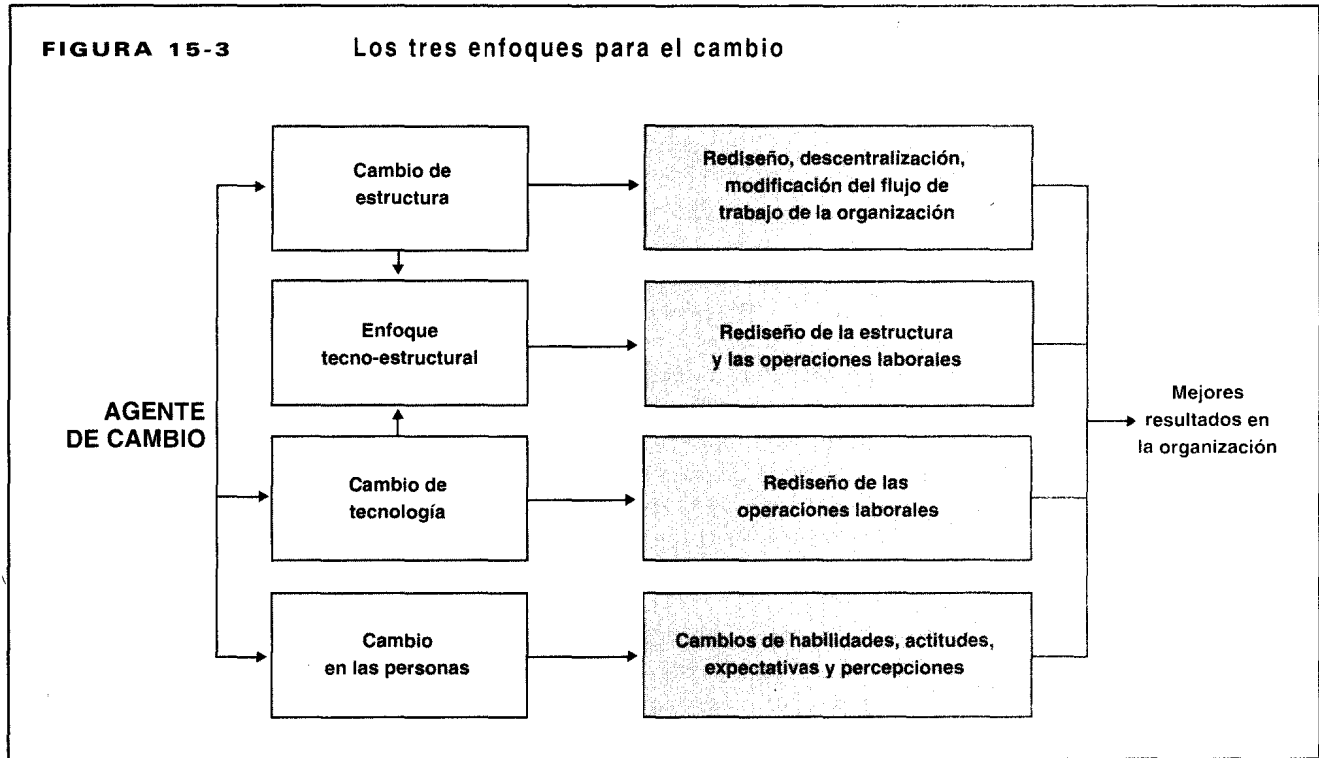 FIGURA 15-3 Los tres enfoques para el cambio
Cambio de
estructura
Rediseño, descentralización,
modificación del flujo de
trabajo de la organización
Enfoque
tecno-estructural
Rediseño de la estructura
y las operaciones laborales
AGENTE
DE CAMBIO
Mejores
resultados en
la organización
Cambio de
tecnología
Rediseño de las
operaciones laborales
Cambio
en las personas
Cambios de habilidades, actitudes,
expectativas y percepciones